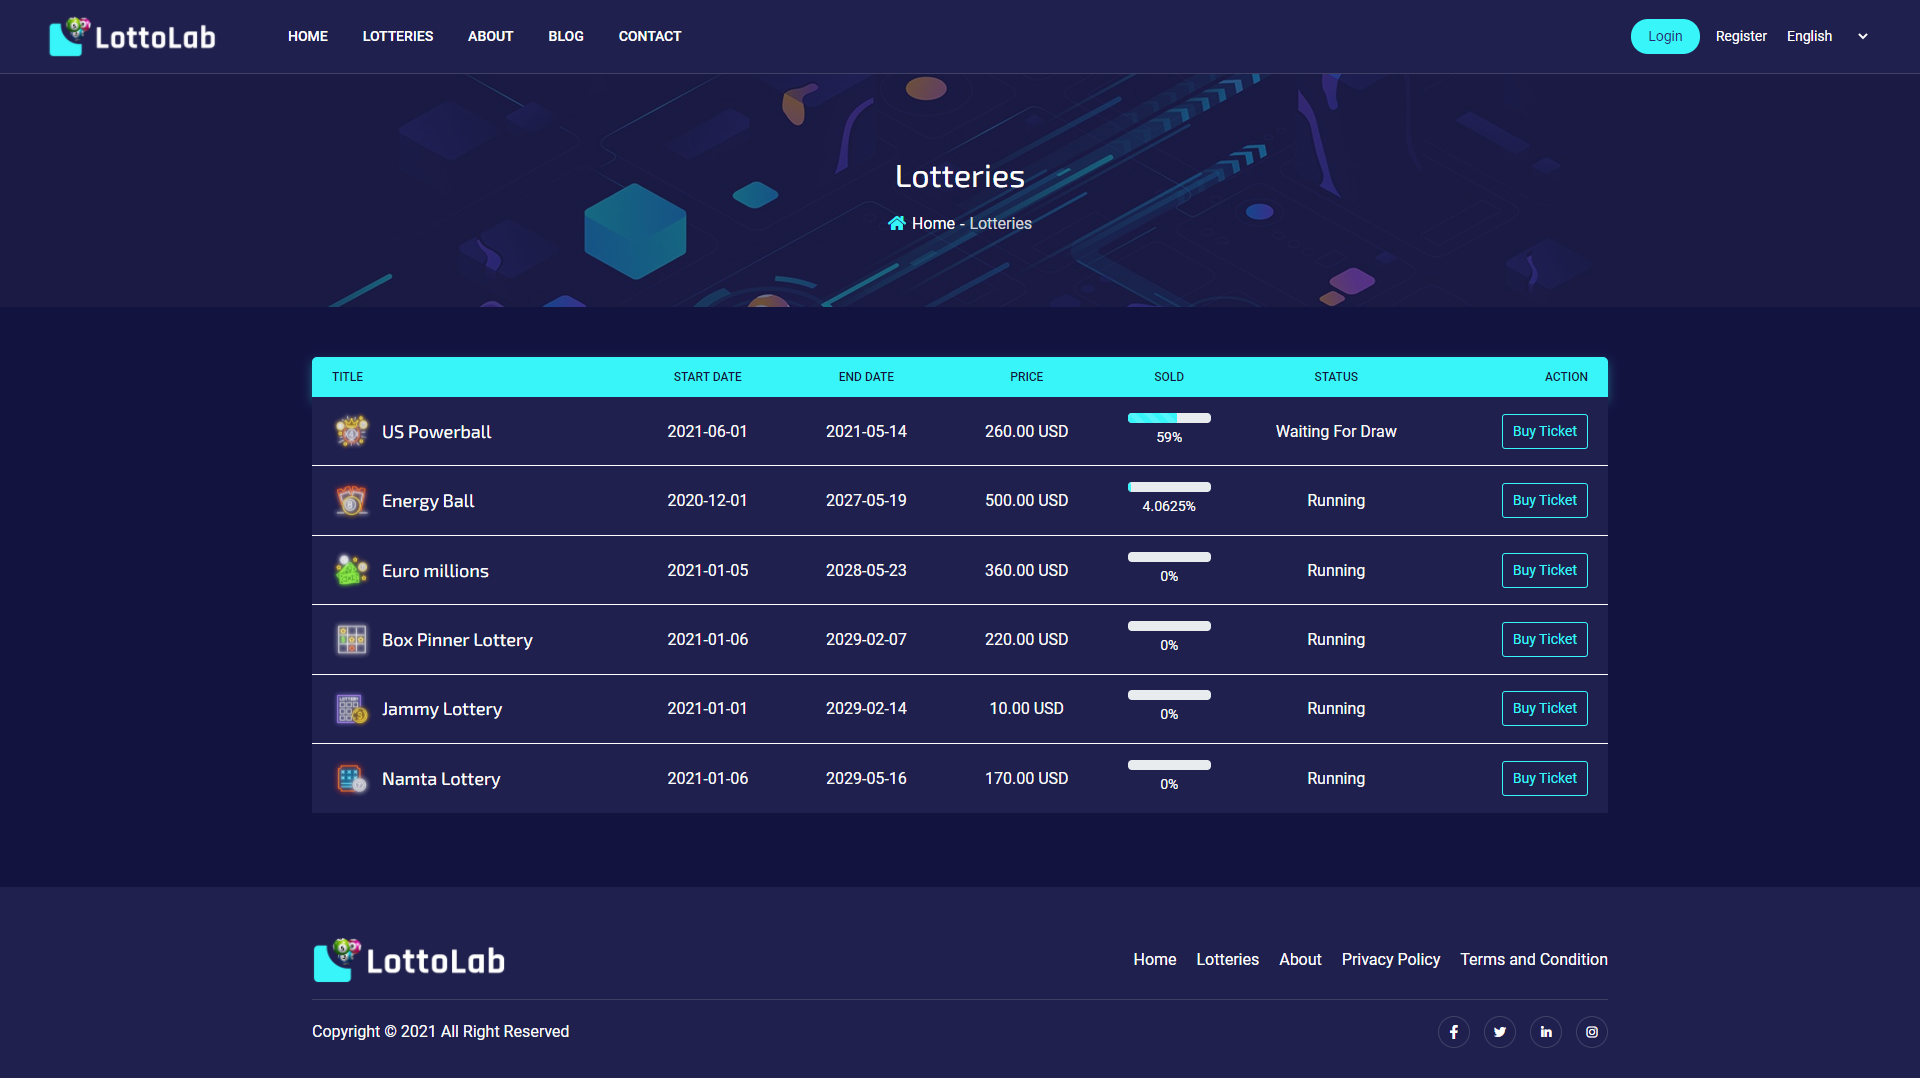 LottoLab HOME LOTTERIES ABOUT BLOG CONTACT Login Register English
Lotteries
Home - Lotteries
TITLE START DATE END DATE PRICE SOLD STATUS ACTION
US Powerball 2021-06-01 2021-05-14 260.00 USD 59% Waiting For Draw Buy Ticket
Energy Ball 2020-12-01 2027-05-19 500.00 USD 4.0625% Running Buy Ticket
Euro millions 2021-01-05 2028-05-23 360.00 USD 0% Running Buy Ticket
Box Pinner Lottery 2021-01-06 2029-02-07 220.00 USD 0% Running Buy Ticket
Jammy Lottery 2021-01-01 2029-02-14 10.00 USD 0% Running Buy Ticket
Namta Lottery 2021-01-06 2029-05-16 170.00 USD 0% Running Buy Ticket
LottoLab Home Lotteries About Privacy Policy Terms and Condition
Copyright © 2021 All Right Reserved